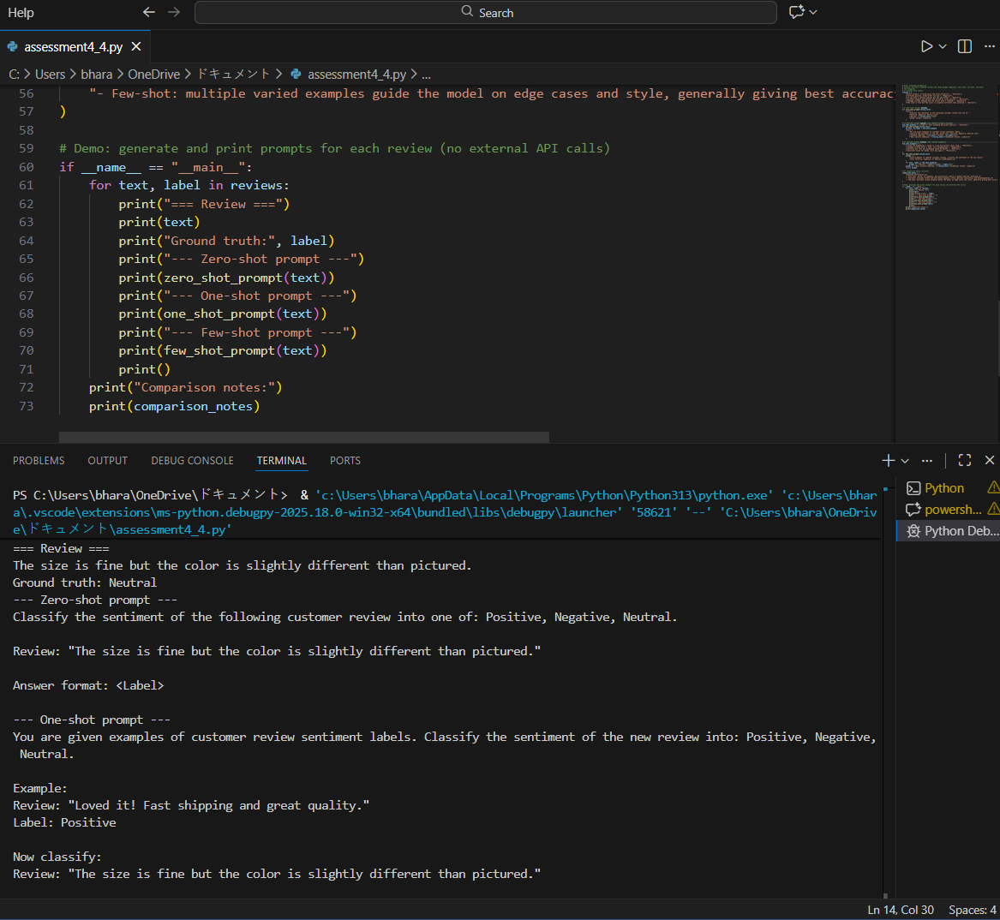 Help
Search
assessment4_4.py
C: > Users > bhara > OneDrive > ドキュメント > assessment4_4.py > ...
56 "- Few-shot: multiple varied examples guide the model on edge cases and style, generally giving best accurac
57 )
58
59 # Demo: generate and print prompts for each review (no external API calls)
60 if __name__ == "__main__":
61 for text, label in reviews:
62 print("=== Review ===")
63 print(text)
64 print("Ground truth:", label)
65 print("--- Zero-shot prompt ---")
66 print(zero_shot_prompt(text))
67 print("--- One-shot prompt ---")
68 print(one_shot_prompt(text))
69 print("--- Few-shot prompt ---")
70 print(few_shot_prompt(text))
71 print()
72 print("Comparison notes:")
73 print(comparison_notes)
PROBLEMS OUTPUT DEBUG CONSOLE TERMINAL PORTS
PS C:\Users\bhara\OneDrive\ドキュメント> & 'c:\Users\bhara\AppData\Local\Programs\Python\Python313\python.exe' 'c:\Users\bhar
a\.vscode\extensions\ms-python.debugpy-2025.18.0-win32-x64\bundled\libs\debugpy\launcher' '58621' '--' 'C:\Users\bhara\OneDriv
e\ドキュメント\assessment4_4.py'
=== Review ===
The size is fine but the color is slightly different than pictured.
Ground truth: Neutral
--- Zero-shot prompt ---
Classify the sentiment of the following customer review into one of: Positive, Negative, Neutral.
Review: "The size is fine but the color is slightly different than pictured."
Answer format: <Label>
--- One-shot prompt ---
You are given examples of customer review sentiment labels. Classify the sentiment of the new review into: Positive, Negative,
Neutral.
Example:
Review: "Loved it! Fast shipping and great quality."
Label: Positive
Now classify:
Review: "The size is fine but the color is slightly different than pictured."
Python
powersh...
Python Deb...
Ln 14, Col 30 Spaces: 4